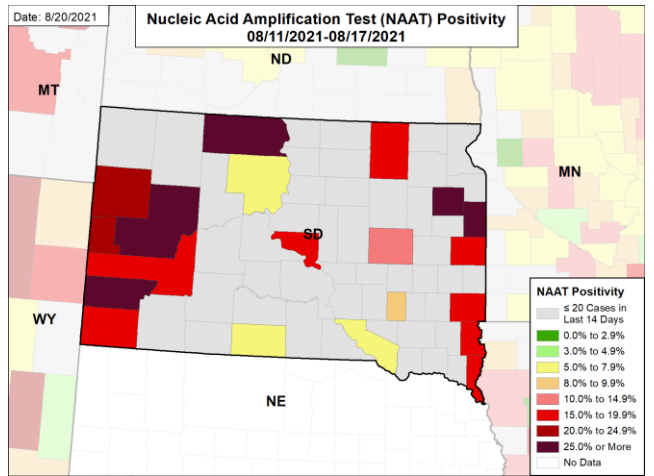 Date: 8/20/2021
Nucleic Acid Amplification Test (NAAT) Positivity
08/11/2021-08/17/2021
ND
MT
MN
SD
WY
NE
NAAT Positivity
≤ 20 Cases in
Last 14 Days
0.0% to 2.9%
3.0% to 4.9%
5.0% to 7.9%
8.0% to 9.9%
10.0% to 14.9%
15.0% to 19.9%
20.0% to 24.9%
25.0% or More
No Data